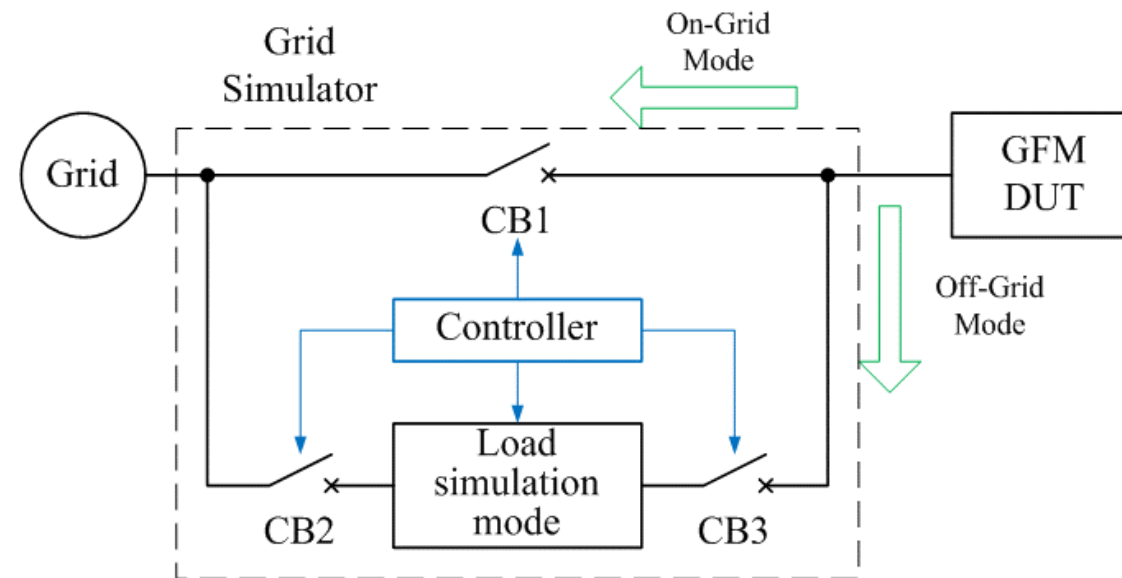 On-Grid
Mode
Grid
Simulator
Grid
GFM
DUT
CB1
Off-Grid
Mode
Controller
Load
simulation
mode
CB2
CB3